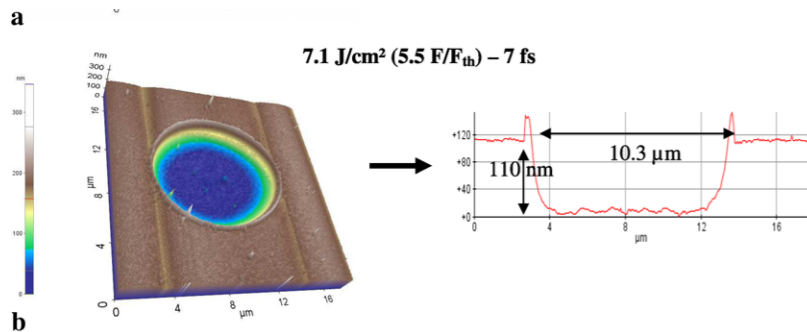 a
7.1 J/cm² (5.5 F/Fth) – 7 fs
nm
300
200
100
0
16
12
8
4
0
µm
0 4 8 12 16
µm
nm
300
200
100
0
+120
+80
+40
+0
110 nm
10.3 µm
0 4 8 12 16
µm
b